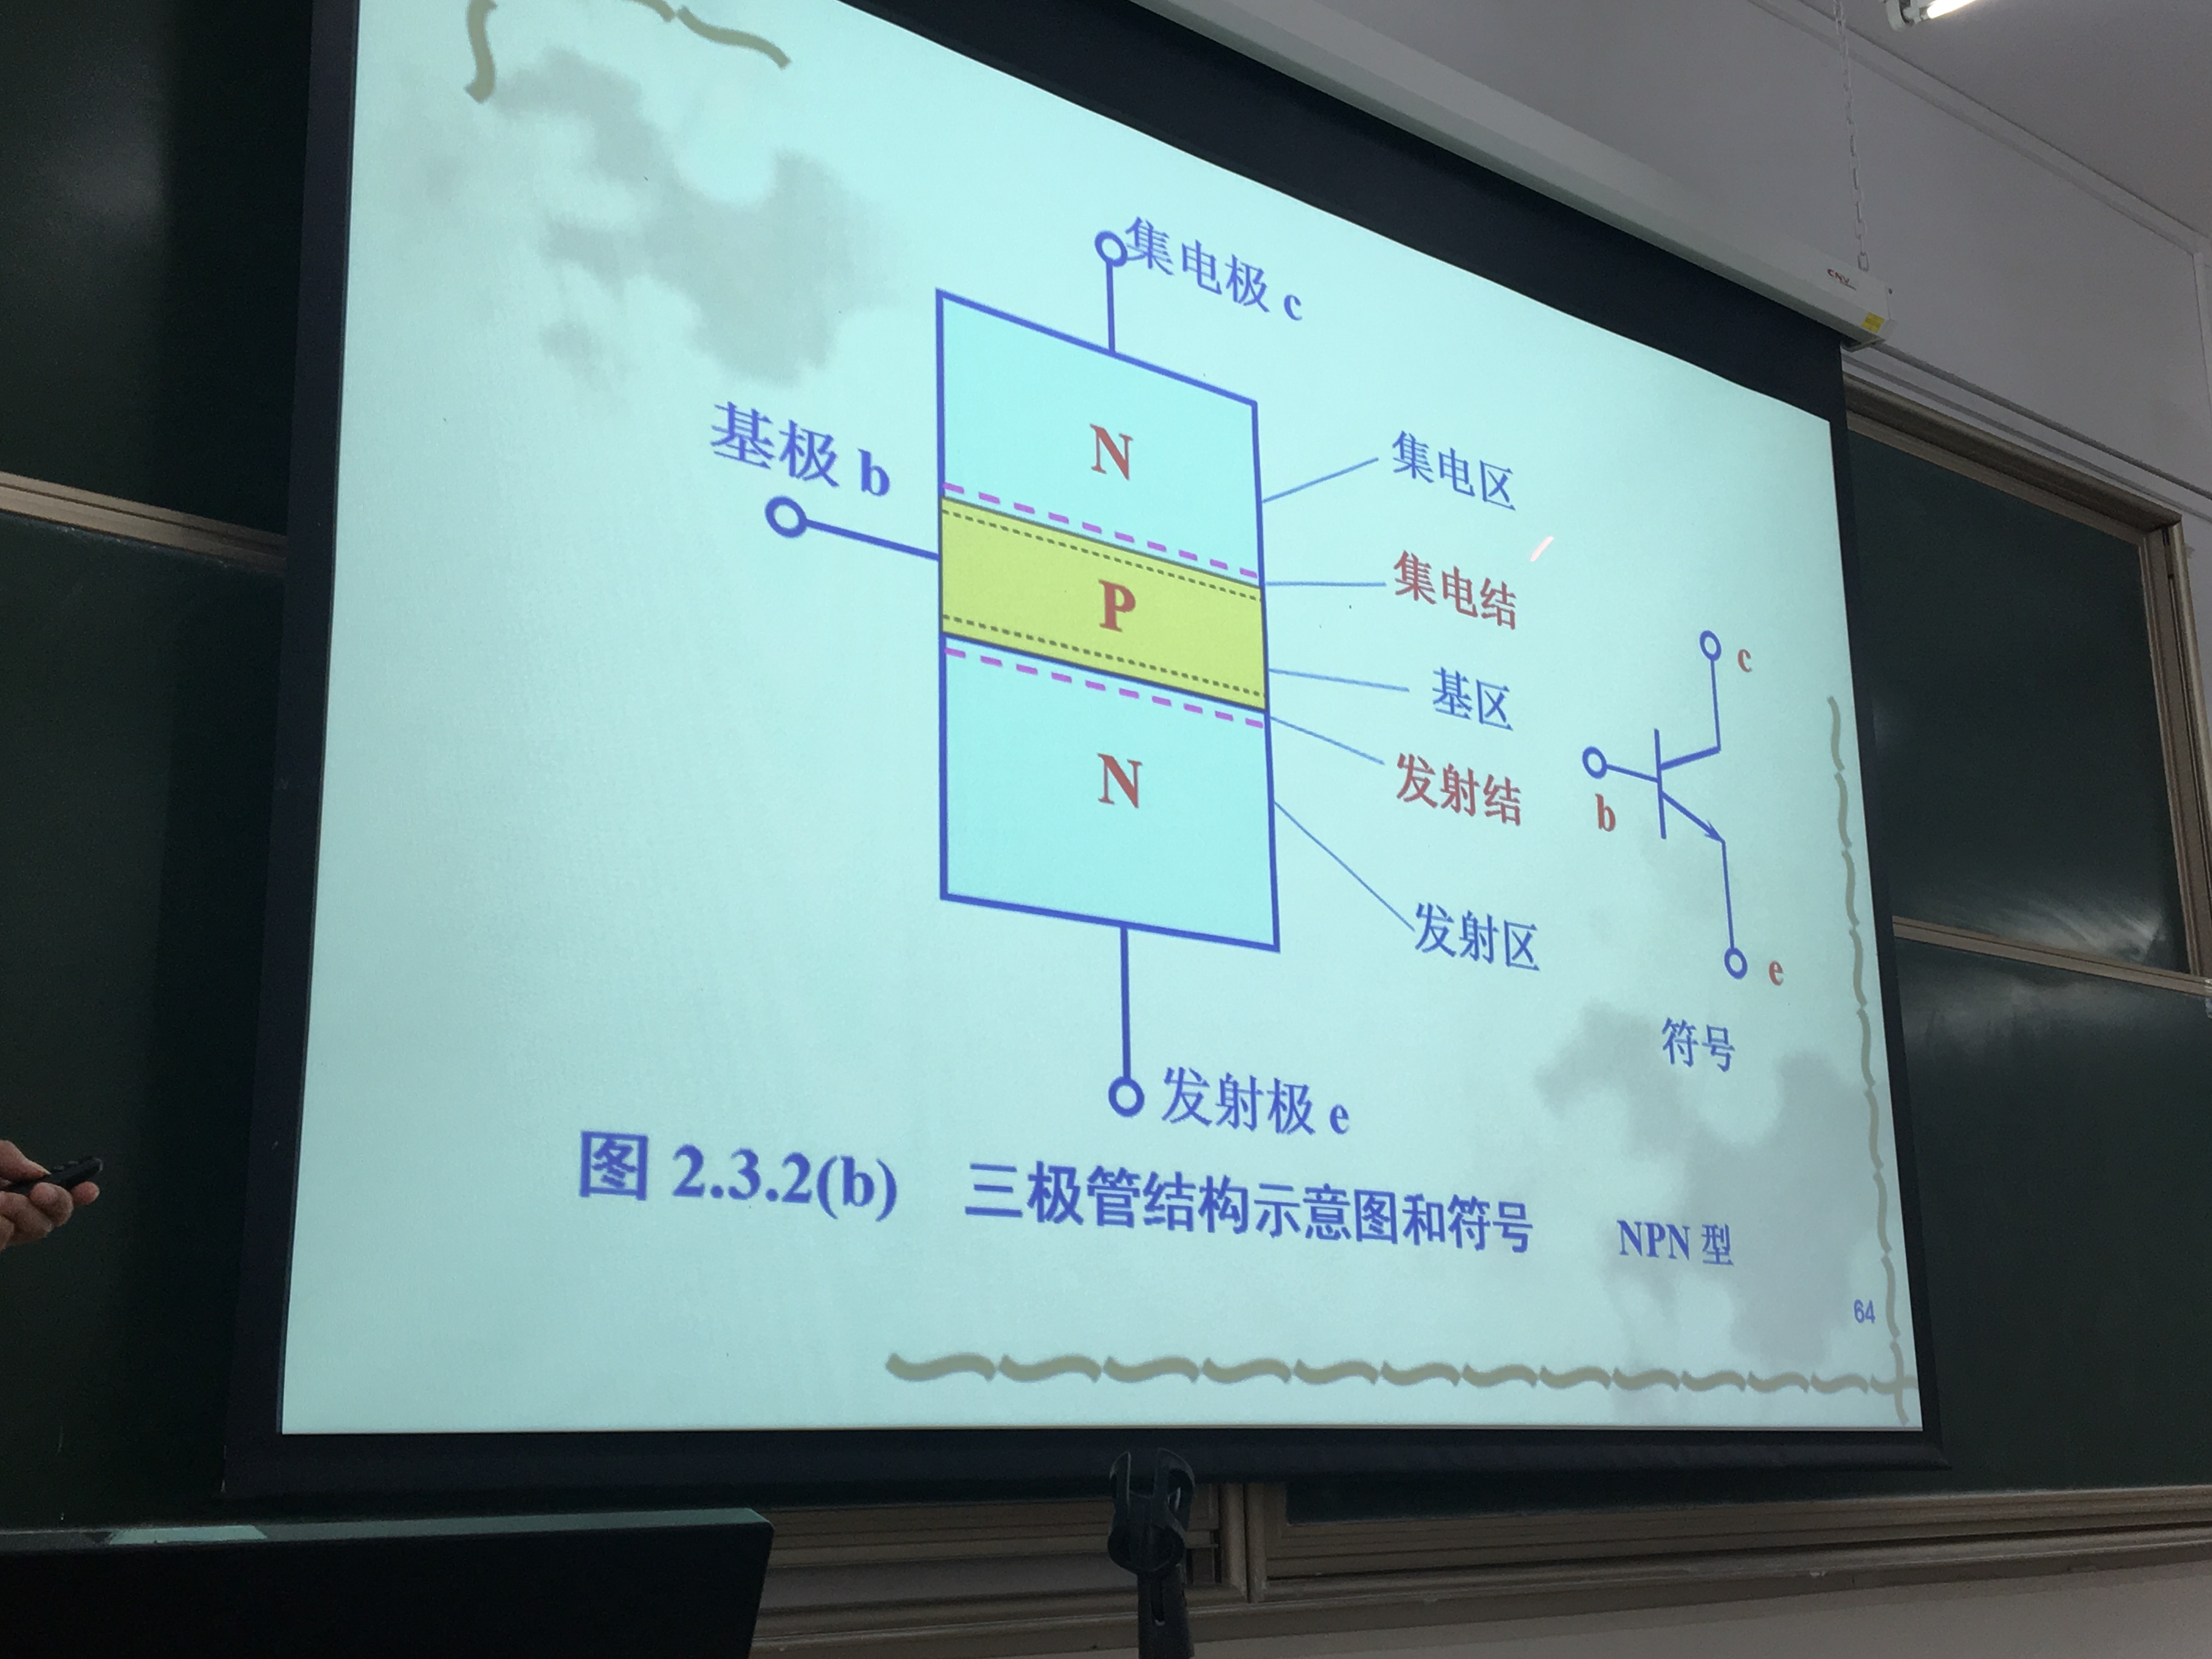 集电极 c
基极 b
N
集电区
集电结
P
基区
发射结
N
发射区
发射极 e
c
b
e
符号
图 2.3.2(b) 三极管结构示意图和符号 NPN 型
64
CNV